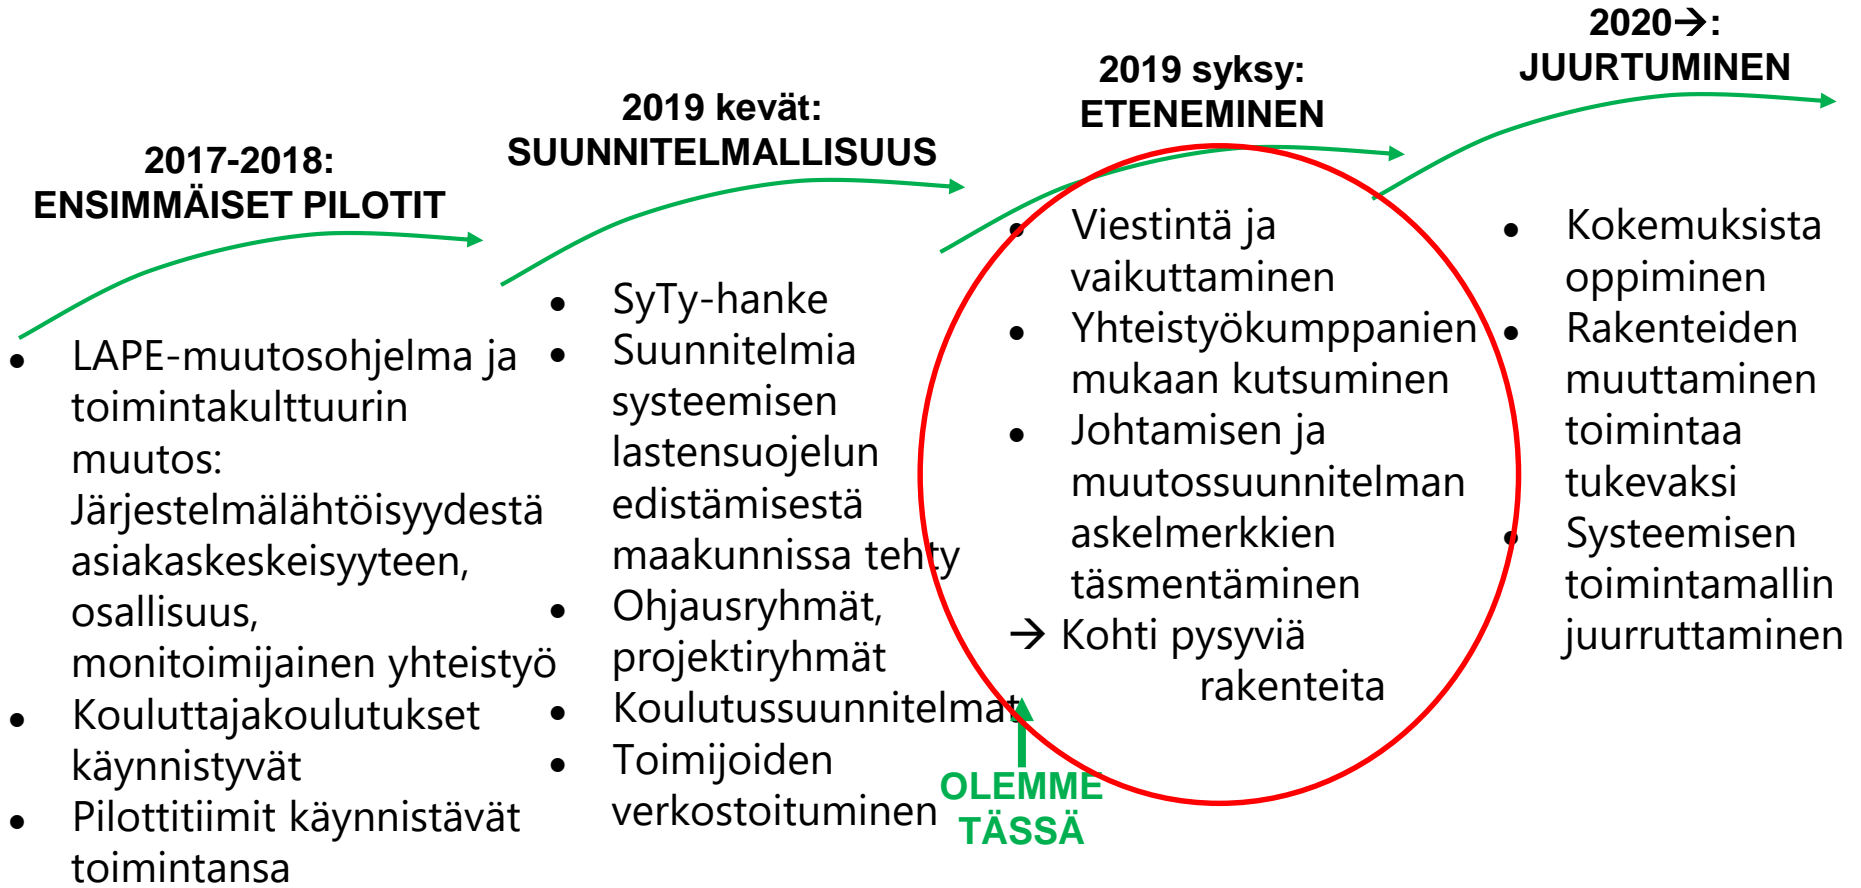 2017-2018:
ENSIMMÄISET PILOTIT
● LAPE-muutosohjelma ja
toimintakulttuurin
muutos:
Järjestelmälähtöisyydestä
asiakaskeskeisyyteen,
osallisuus,
monitoimijainen yhteistyö
● Kouluttajakoulutukset
käynnistyvät
● Pilottitiimit käynnistävät
toimintansa
2019 kevät:
SUUNNITELMALLISUUS
● SyTy-hanke
● Suunnitelmia
systeemisen
lastensuojelun
edistämisestä
maakunnissa tehty
● Ohjausryhmät,
projektiryhmät
● Koulutussuunnitelmat
● Toimijoiden
verkostoituminen
2019 syksy:
ETENEMINEN
● Viestintä ja
vaikuttaminen
● Yhteistyökumppanien
mukaan kutsuminen
● Johtamisen ja
muutossuunnitelman
askelmerkkien
täsmentäminen
→ Kohti pysyviä
rakenteita
OLEMME
TÄSSÄ
2020→:
JUURTUMINEN
● Kokemuksista
oppiminen
● Rakenteiden
muuttaminen
toimintaa
tukevaksi
● Systeemisen
toimintamallin
juurruttaminen